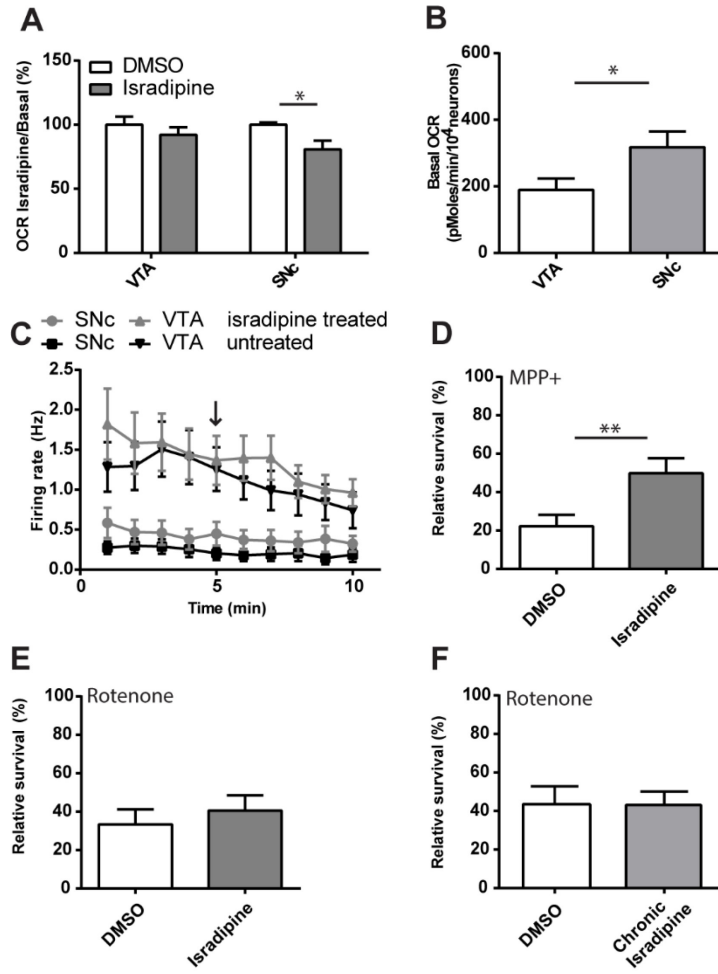 A
OCR Isradipine/Basal (%)
150
100
50
0
DMSO
Isradipine
*
VTA
SNc
B
Basal OCR
(pMoles/min/10⁴neurons)
600
400
200
0
*
VTA
SNc
C
SNc VTA isradipine treated
SNc VTA untreated
Firing rate (Hz)
2.5
2.0
1.5
1.0
0.5
0.0
0
5
10
Time (min)
D
MPP+
Relative survival (%)
100
80
60
40
20
0
**
DMSO
Isradipine
E
Rotenone
Relative survival (%)
100
80
60
40
20
0
DMSO
Isradipine
F
Rotenone
Relative survival (%)
100
80
60
40
20
0
DMSO
Chronic
Isradipine